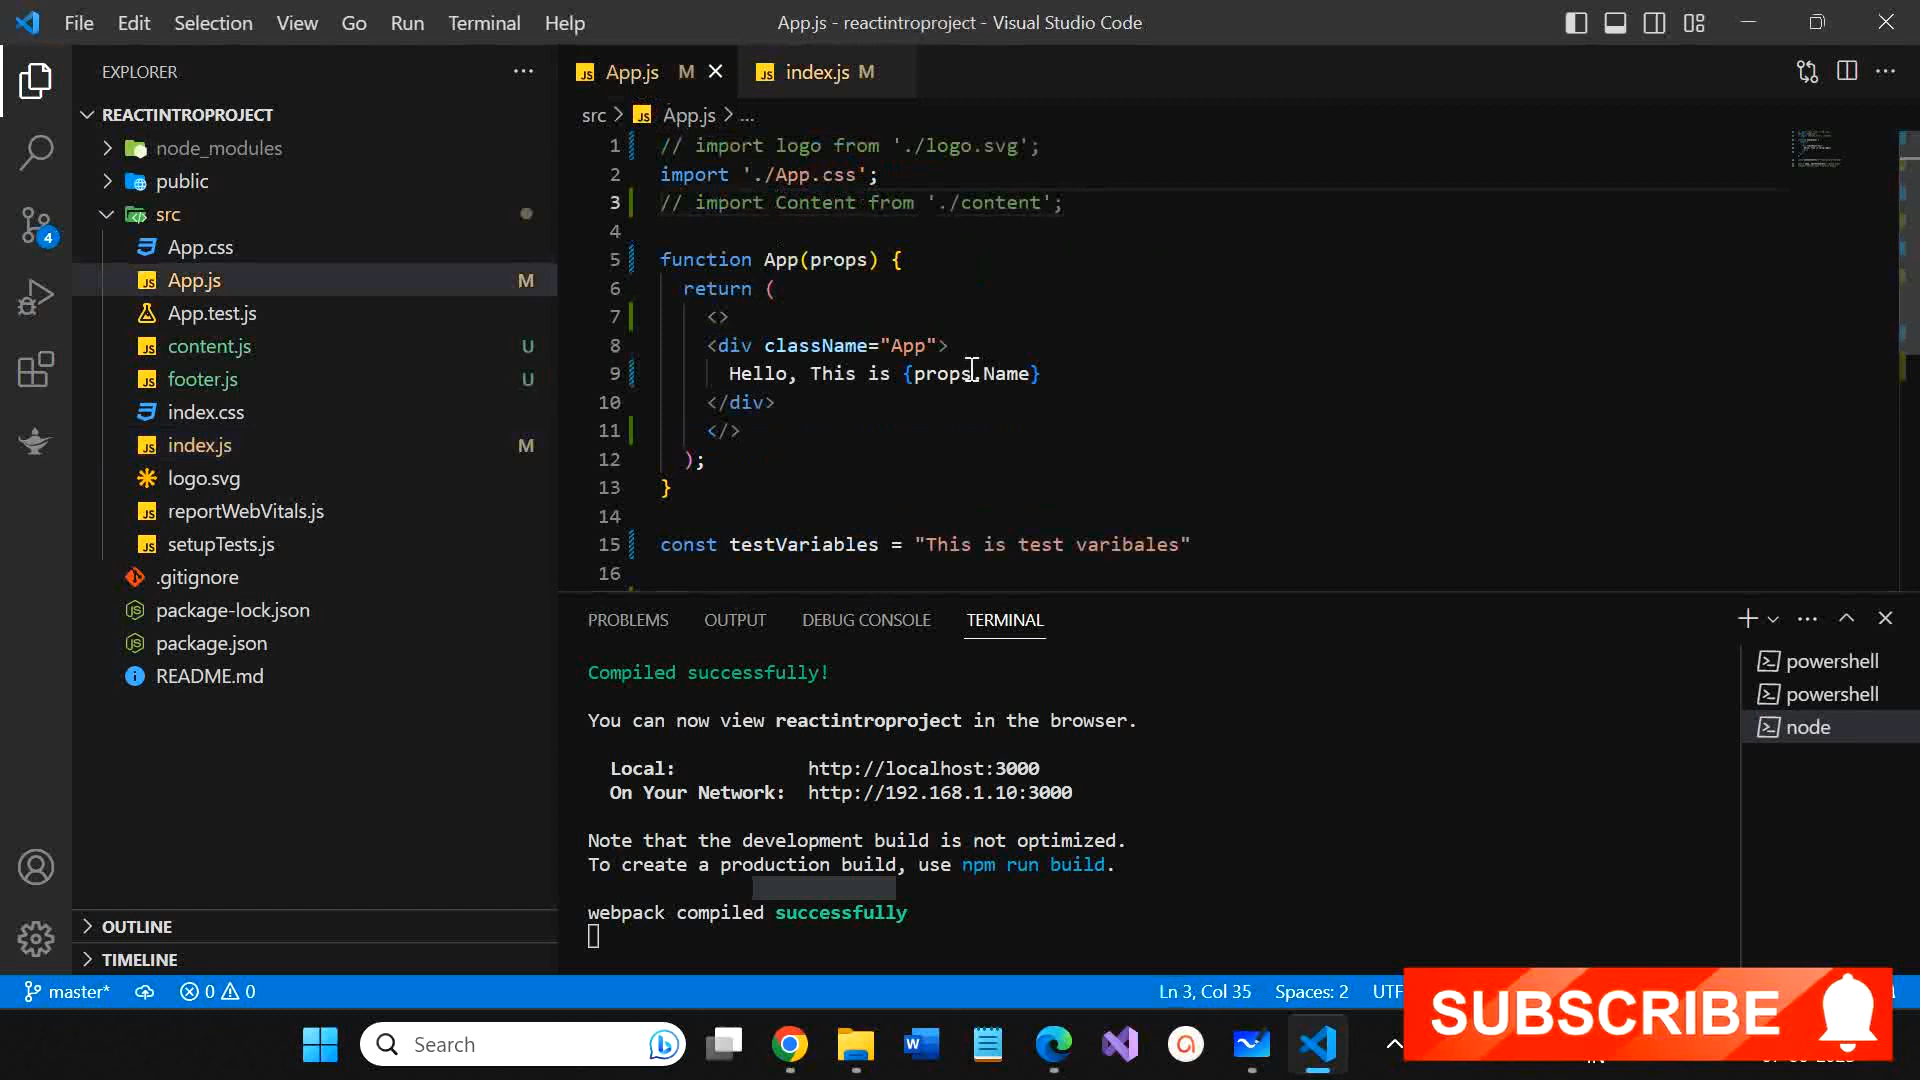 File Edit Selection View Go Run Terminal Help
App.js - reactintroproject - Visual Studio Code
EXPLORER
REACTINTROPROJECT
node_modules
public
src
App.css
App.js M
App.test.js
content.js U
footer.js U
index.css
index.js M
logo.svg
reportWebVitals.js
setupTests.js
.gitignore
package-lock.json
package.json
README.md
OUTLINE
TIMELINE
4
App.js M
index.js M
src > App.js > ...
1 // import logo from './logo.svg';
2 import './App.css';
3 // import Content from './content';
4
5 function App(props) {
6 return (
7 <>
8 <div className="App">
9 Hello, This is {props.Name}
10 </div>
11 </>
12 );
13 }
14
15 const testVariables = "This is test varibales"
16
PROBLEMS OUTPUT DEBUG CONSOLE TERMINAL
Compiled successfully!
You can now view reactintroproject in the browser.
Local: http://localhost:3000
On Your Network: http://192.168.1.10:3000
Note that the development build is not optimized.
To create a production build, use npm run build.
webpack compiled successfully
powershell
powershell
node
master* 0 0 Ln 3, Col 35 Spaces: 2
SUBSCRIBE
Search